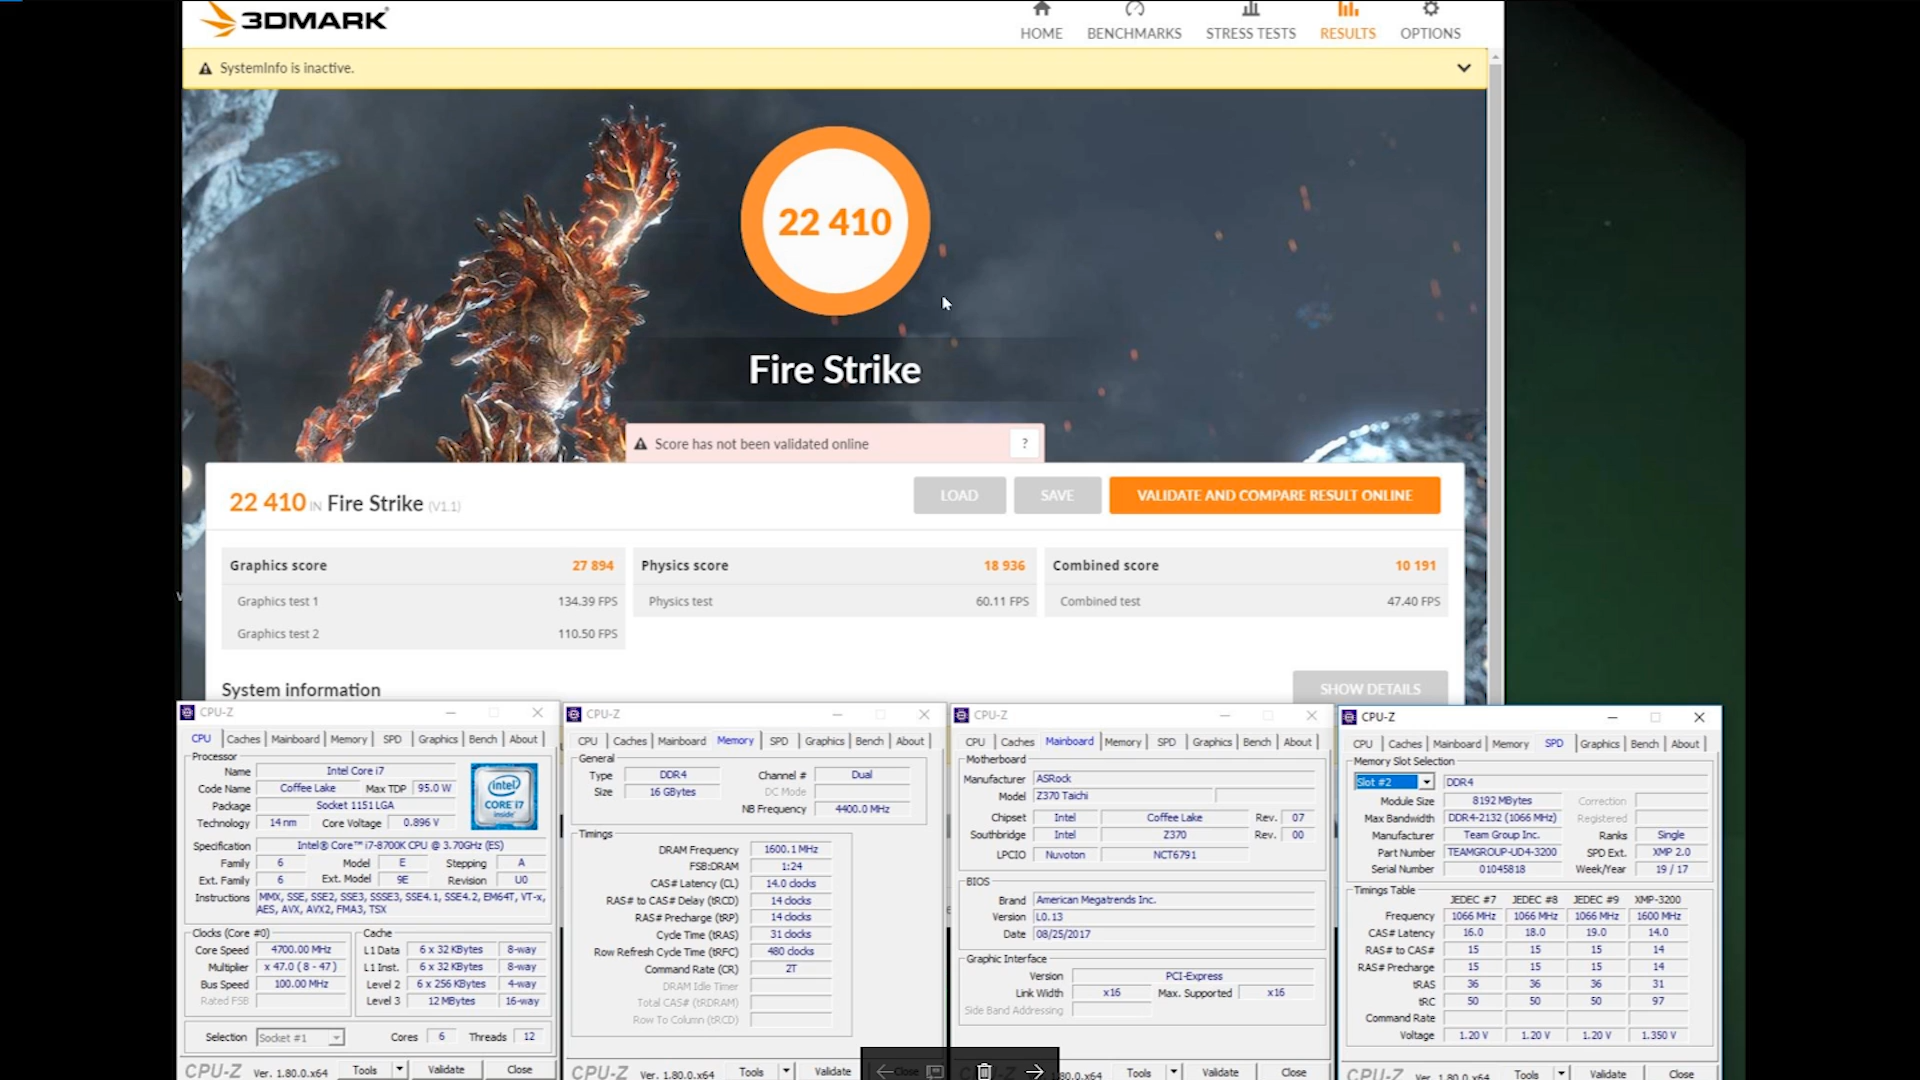 3DMARK
HOME BENCHMARKS STRESS TESTS RESULTS OPTIONS
SystemInfo is inactive.
22 410
Fire Strike
Score has not been validated online ?
22 410 IN Fire Strike (V1.1) LOAD SAVE VALIDATE AND COMPARE RESULT ONLINE
Graphics score 27 894 Physics score 18 936 Combined score 10 191
Graphics test 1 134.39 FPS Physics test 60.11 FPS Combined test 47.40 FPS
Graphics test 2 110.50 FPS
System information SHOW DETAILS
CPU-Z
CPU Caches Mainboard Memory SPD Graphics Bench About
Processor
Name Intel Core i7
Code Name Coffee Lake Max TDP 95.0 W
Package Socket 1151 LGA
Technology 14 nm Core Voltage 0.896 V
intel CORE i7 inside
Specification Intel® Core™ i7-8700K CPU @ 3.70GHz (ES)
Family 6 Model E Stepping A
Ext. Family 6 Ext. Model 9E Revision U0
Instructions MMX, SSE, SSE2, SSE3, SSSE3, SSE4.1, SSE4.2, EM64T, VT-x,
AES, AVX, AVX2, FMA3, TSX
Clocks (Core #0)
Core Speed 4700.00 MHz
Multiplier x 47.0 ( 8 - 47 )
Bus Speed 100.00 MHz
Rated FSB
Cache
L1 Data 6 x 32 KBytes 8-way
L1 Inst. 6 x 32 KBytes 8-way
Level 2 6 x 256 KBytes 4-way
Level 3 12 MBytes 16-way
Selection Socket #1 Cores 6 Threads 12
CPU-Z Ver. 1.80.0.x64 Tools Validate Close
CPU-Z
CPU Caches Mainboard Memory SPD Graphics Bench About
General
Type DDR4 Channel # Dual
Size 16 GBytes DC Mode
NB Frequency 4400.0 MHz
Timings
DRAM Frequency 1600.1 MHz
FSB:DRAM 1:24
CAS# Latency (CL) 14.0 clocks
RAS# to CAS# Delay (tRCD) 14 clocks
RAS# Precharge (tRP) 14 clocks
Cycle Time (tRAS) 31 clocks
Row Refresh Cycle Time (tRFC) 480 clocks
Command Rate (CR) 2T
DRAM Idle Timer
Total CAS# (tRDRAM)
Row To Column (tRCD)
CPU-Z Ver. 1.80.0.x64 Tools Validate Close
CPU-Z
CPU Caches Mainboard Memory SPD Graphics Bench About
Motherboard
Manufacturer ASRock
Model Z370 Taichi
Chipset Intel Coffee Lake Rev. 07
Southbridge Intel Z370 Rev. 00
LPCIO Nuvoton NCT6791
BIOS
Brand American Megatrends Inc.
Version L0.13
Date 08/25/2017
Graphic Interface
Version PCI-Express
Link Width x16 Max. Supported x16
Side Band Addressing
80.0.x64 Tools Validate Close
CPU-Z
CPU Caches Mainboard Memory SPD Graphics Bench About
Memory Slot Selection
Slot #2 DDR4
Module Size 8192 MBytes Correction
Max Bandwidth DDR4-2132 (1066 MHz) Registered
Manufacturer Team Group Inc. Ranks Single
Part Number TEAMGROUP-UD4-3200 SPD Ext. XMP 2.0
Serial Number 01045818 Week/Year 19 / 17
Timings Table
JEDEC #7 JEDEC #8 JEDEC #9 XMP-3200
Frequency 1066 MHz 1066 MHz 1066 MHz 1600 MHz
CAS# Latency 16.0 18.0 19.0 14.0
RAS# to CAS# 15 15 15 14
RAS# Precharge 15 15 15 14
tRAS 36 36 36 31
tRC 50 50 50 97
Command Rate
Voltage 1.20 V 1.20 V 1.20 V 1.350 V
CPU-Z Ver. 1.80.0.x64 Tools Validate Close